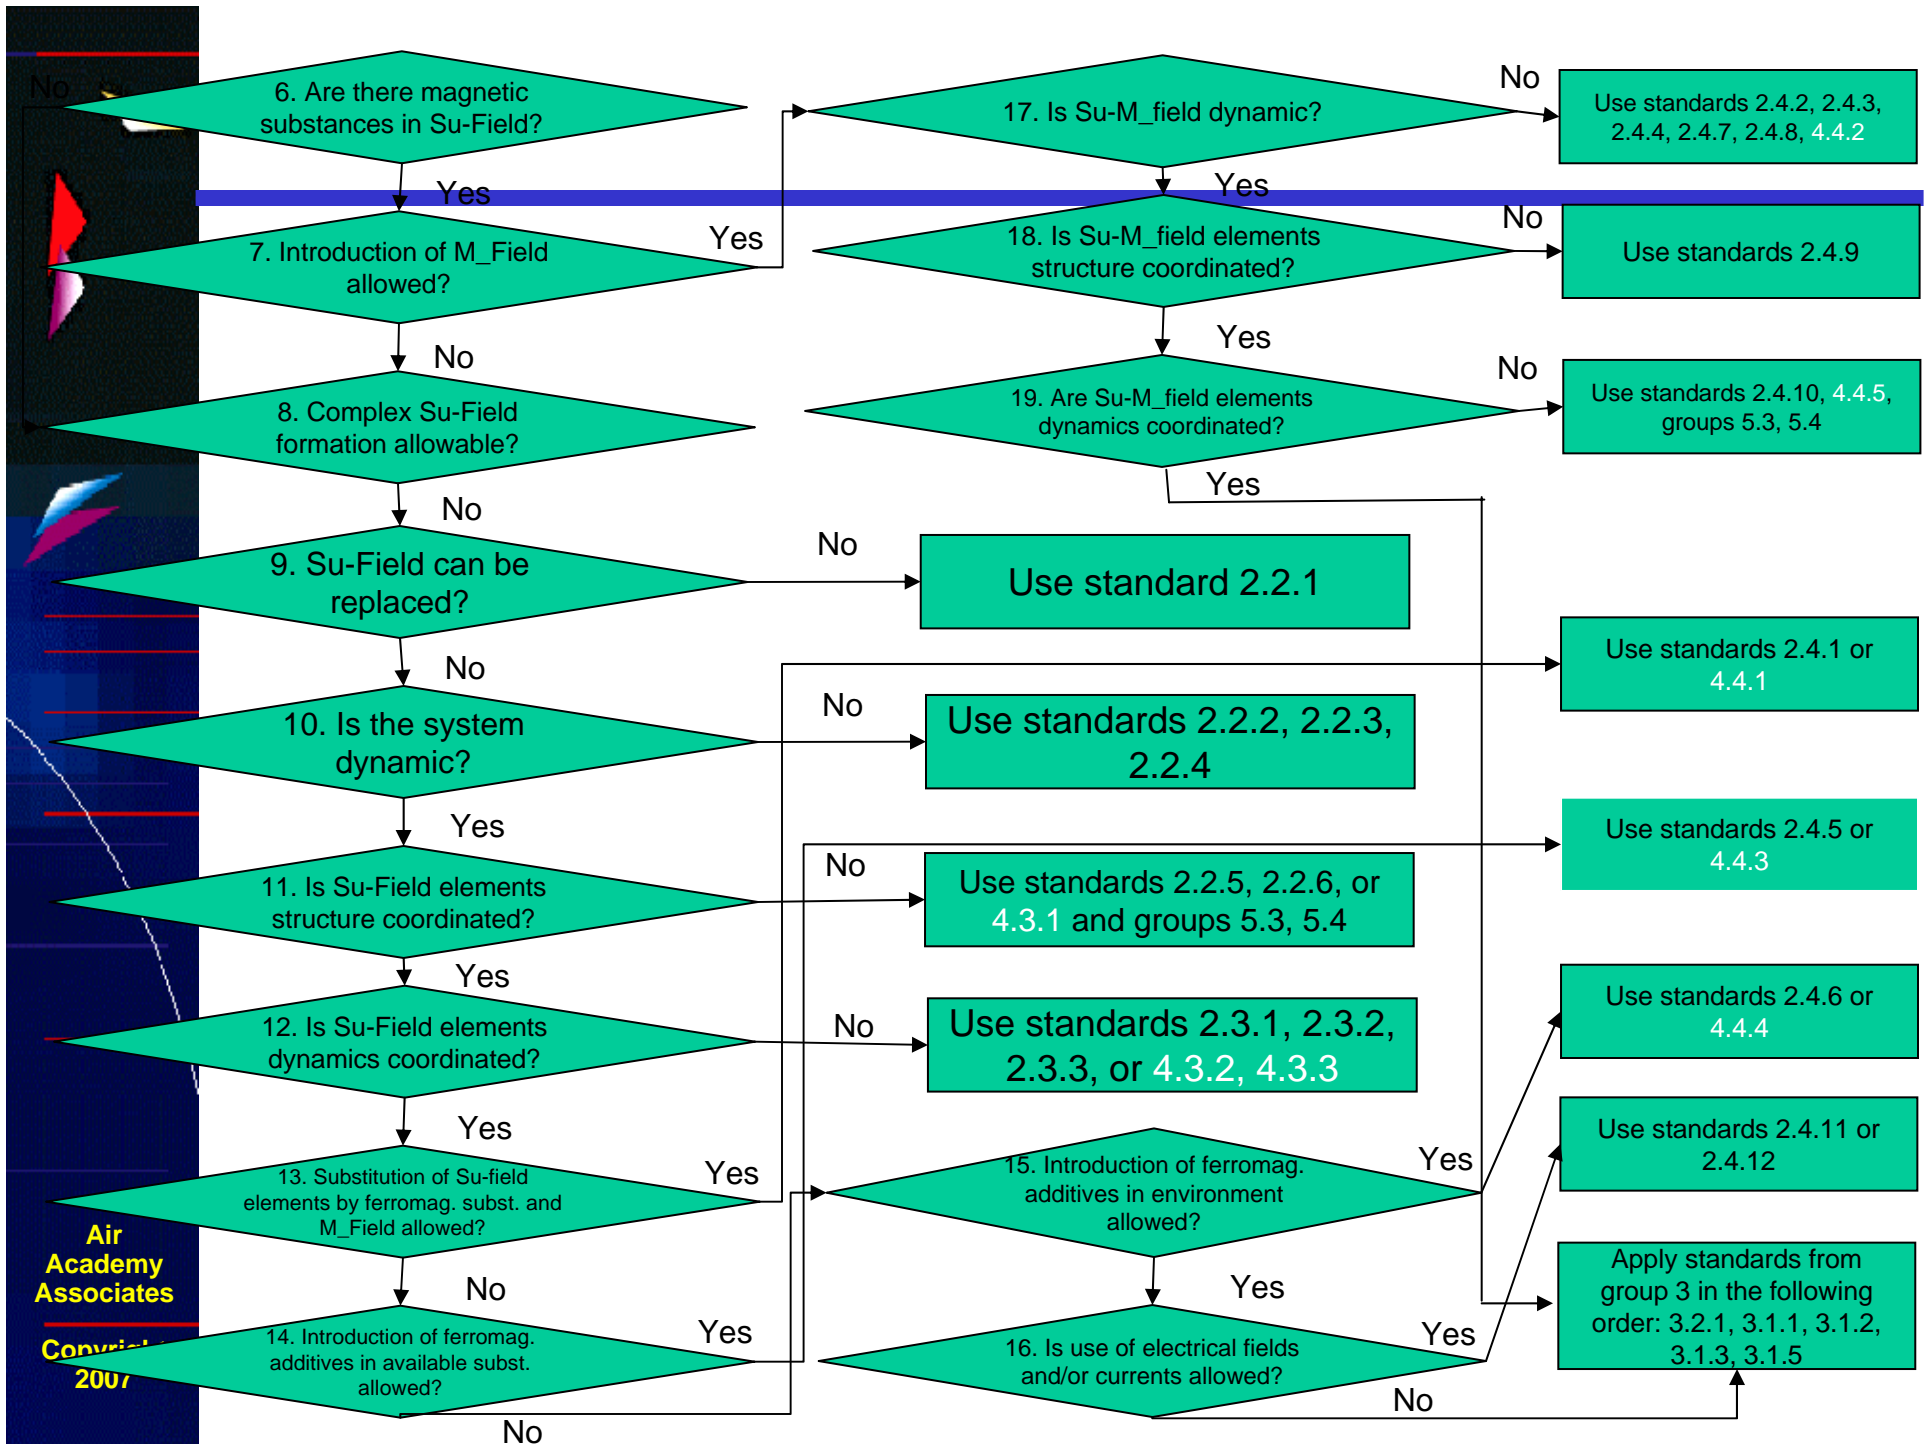 No
6. Are there magnetic
substances in Su-Field?
Yes
7. Introduction of M_Field
allowed?
Yes
No
8. Complex Su-Field
formation allowable?
No
9. Su-Field can be
replaced?
No
Use standard 2.2.1
No
10. Is the system
dynamic?
No
Use standards 2.2.2, 2.2.3,
2.2.4
Yes
11. Is Su-Field elements
structure coordinated?
No
Use standards 2.2.5, 2.2.6, or
4.3.1 and groups 5.3, 5.4
Yes
12. Is Su-Field elements
dynamics coordinated?
No
Use standards 2.3.1, 2.3.2,
2.3.3, or 4.3.2, 4.3.3
Yes
13. Substitution of Su-field
elements by ferromag. subst. and
M_Field allowed?
Yes
No
14. Introduction of ferromag.
additives in available subst.
allowed?
Yes
No
15. Introduction of ferromag.
additives in environment
allowed?
Yes
Yes
16. Is use of electrical fields
and/or currents allowed?
Yes
No
17. Is Su-M_field dynamic?
No
Use standards 2.4.2, 2.4.3,
2.4.4, 2.4.7, 2.4.8, 4.4.2
Yes
18. Is Su-M_field elements
structure coordinated?
No
Use standards 2.4.9
Yes
19. Are Su-M_field elements
dynamics coordinated?
No
Use standards 2.4.10, 4.4.5,
groups 5.3, 5.4
Yes
Use standards 2.4.1 or
4.4.1
Use standards 2.4.5 or
4.4.3
Use standards 2.4.6 or
4.4.4
Use standards 2.4.11 or
2.4.12
Apply standards from
group 3 in the following
order: 3.2.1, 3.1.1, 3.1.2,
3.1.3, 3.1.5
Air
Academy
Associates
Copyright
2007